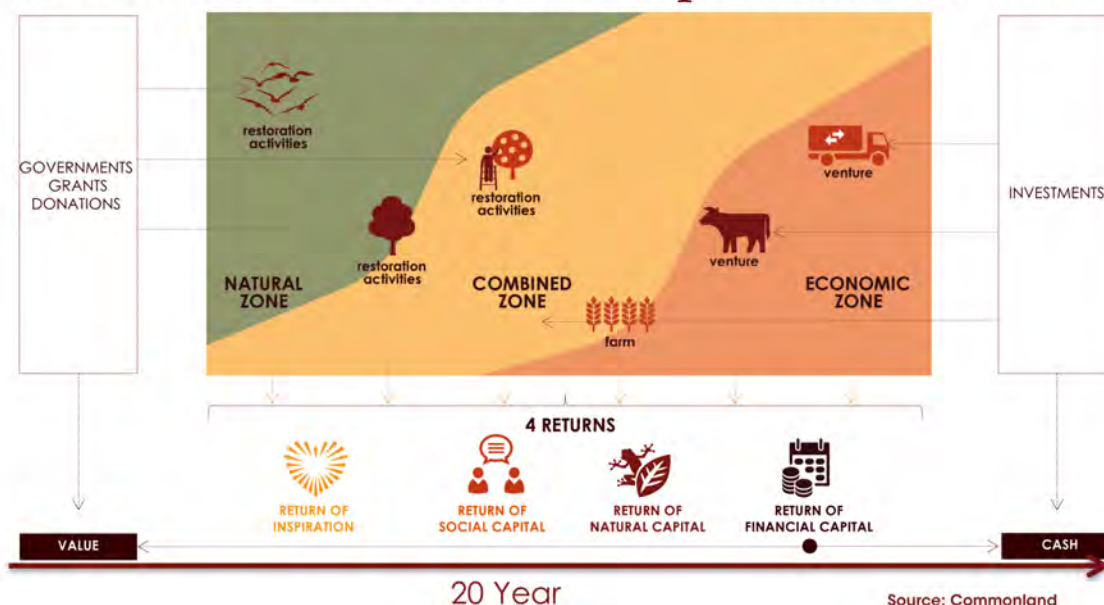 restoration
activities
GOVERNMENTS
GRANTS
DONATIONS
restoration
activities
venture
INVESTMENTS
restoration
activities
venture
NATURAL
ZONE
COMBINED
ZONE
ECONOMIC
ZONE
farm
4 RETURNS
RETURN OF
INSPIRATION
RETURN OF
SOCIAL CAPITAL
RETURN OF
NATURAL CAPITAL
RETURN OF
FINANCIAL CAPITAL
VALUE
CASH
20 Year
Source: Commonland